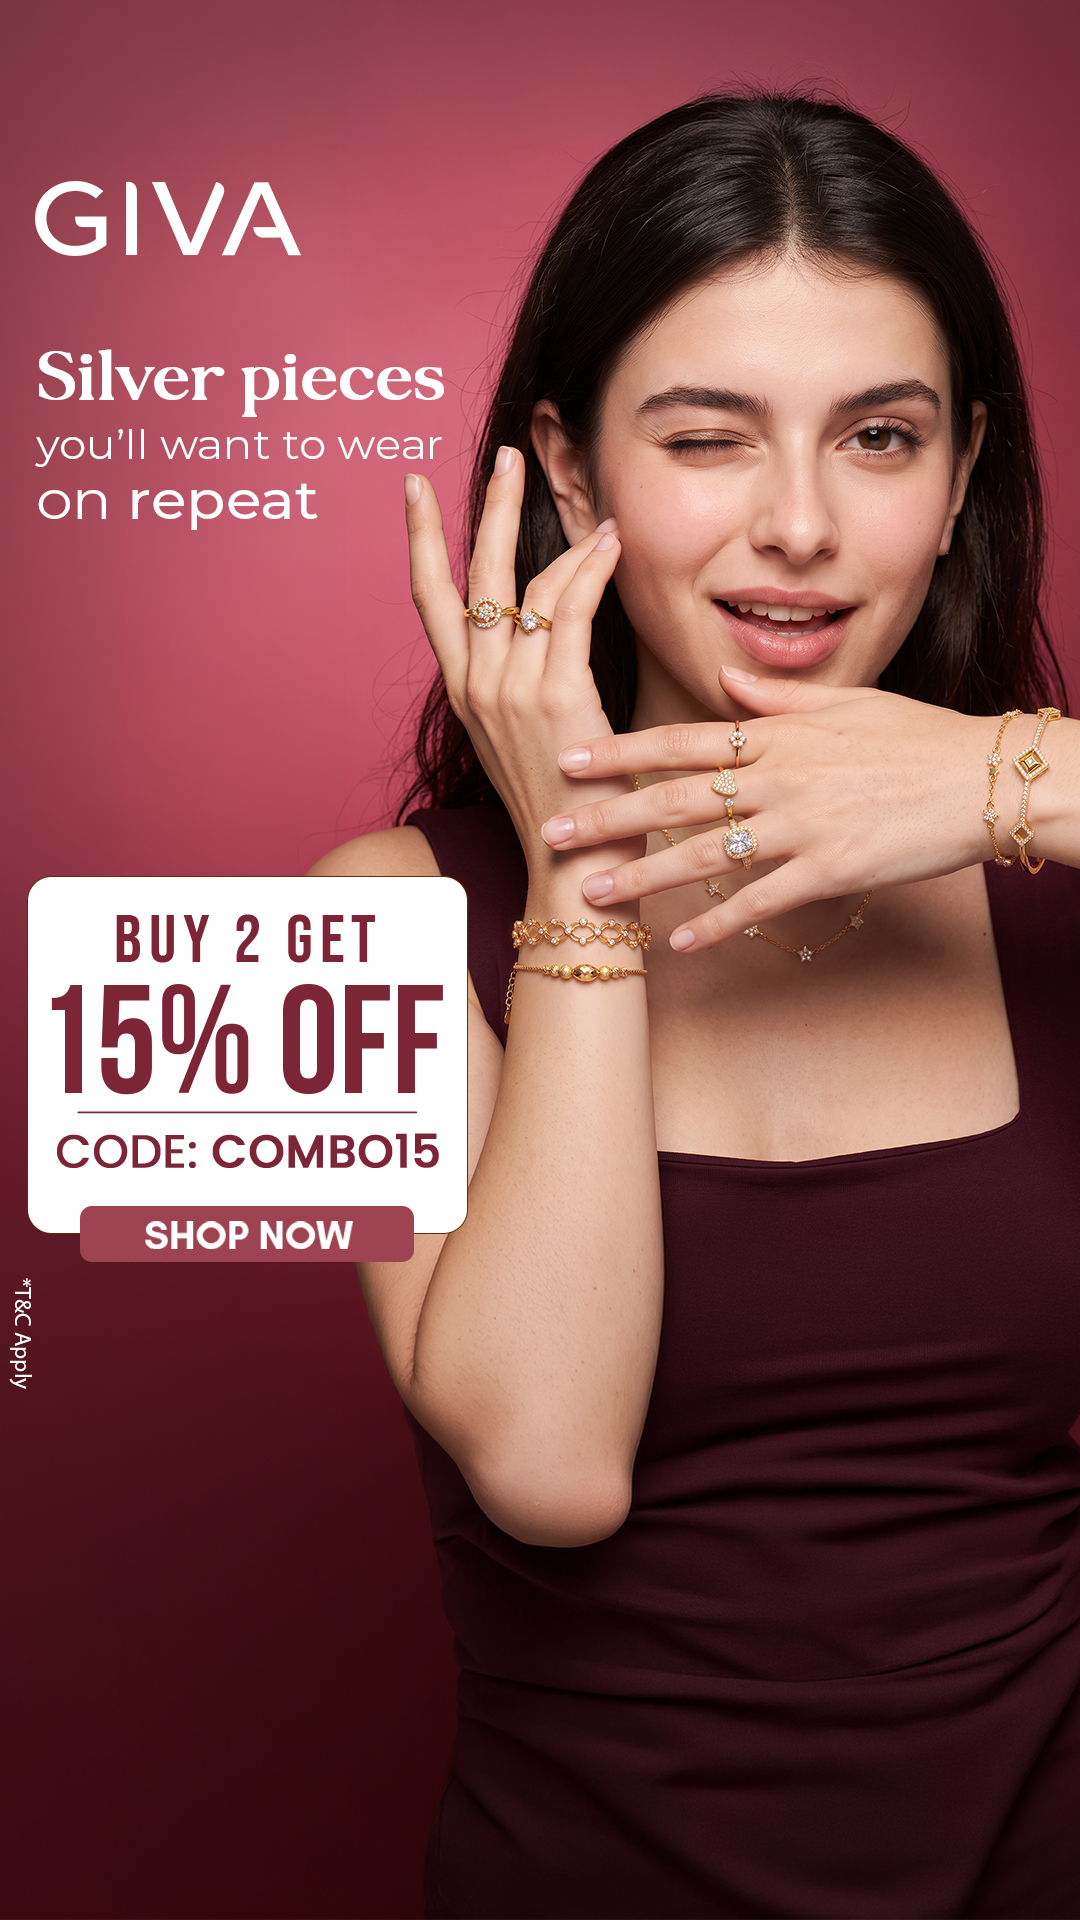 GIVA
Silver pieces
you'll want to wear
on repeat
BUY 2 GET
15% OFF
CODE: COMBO15
SHOP NOW
*T&C Apply